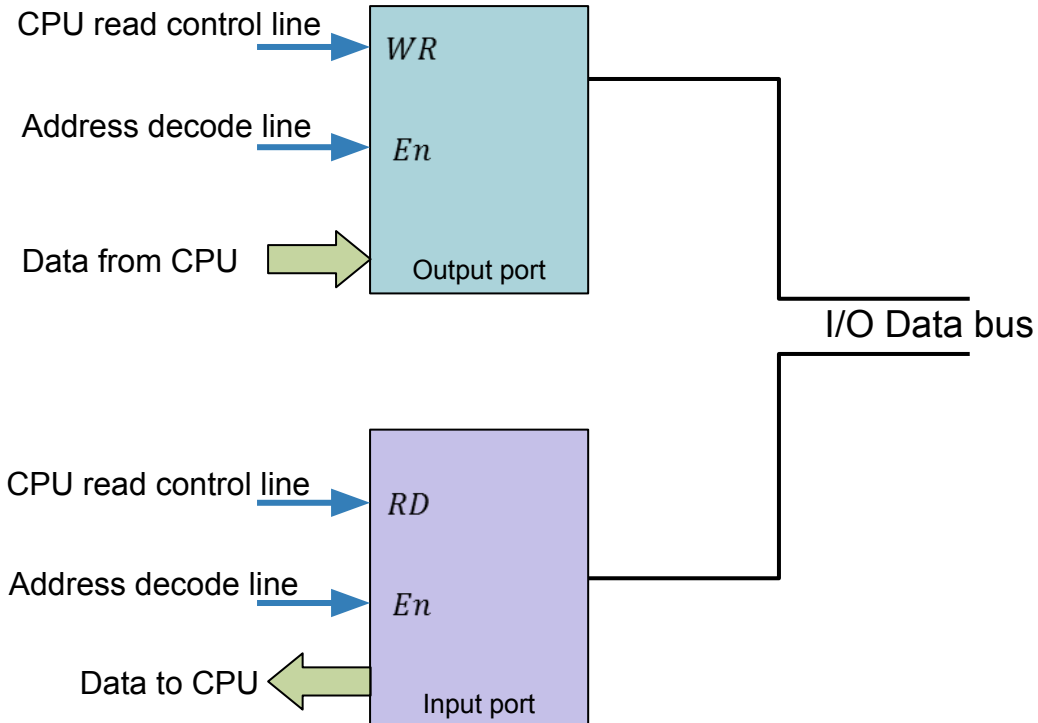 CPU read control line
WR
Address decode line
En
Data from CPU
Output port
I/O Data bus
CPU read control line
RD
Address decode line
En
Data to CPU
Input port